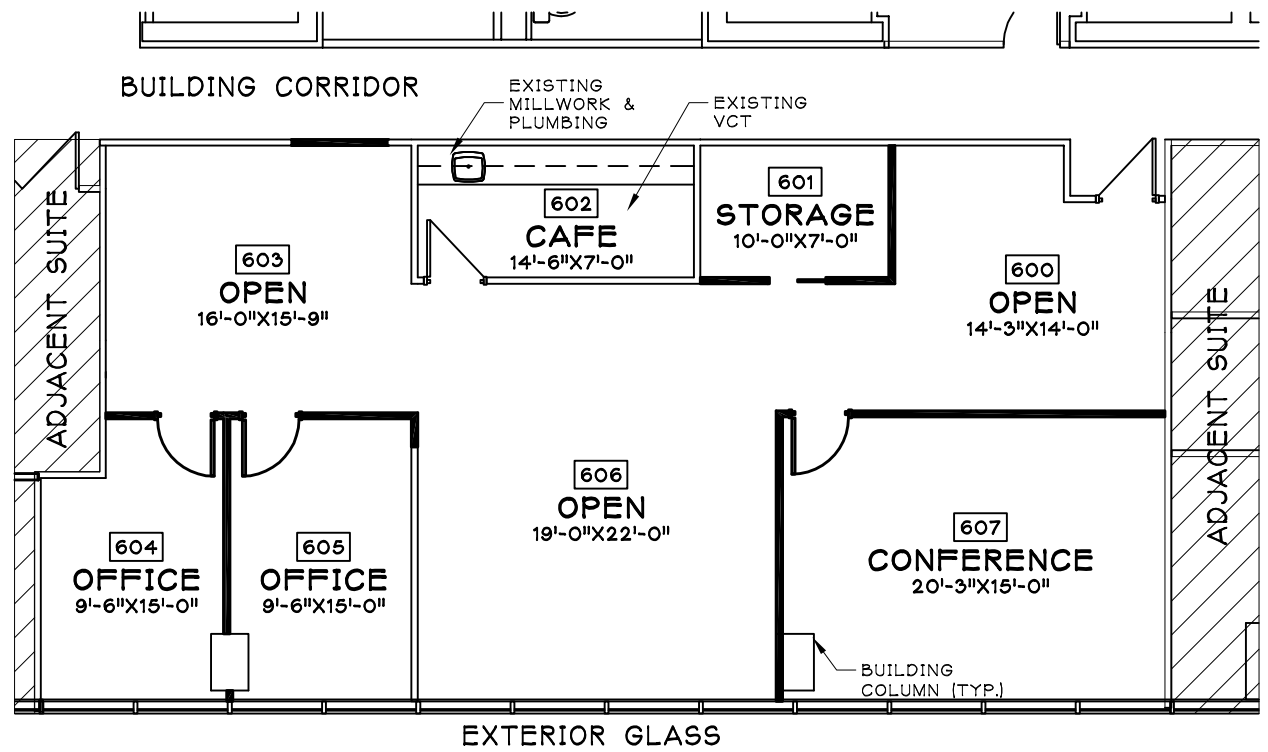 BUILDING CORRIDOR
EXISTING
MILLWORK &
PLUMBING
EXISTING
VCT
ADJACENT SUITE
603
OPEN
16'-0"X15'-9"
602
CAFE
14'-6"X7'-0"
601
STORAGE
10'-0"X7'-0"
600
OPEN
14'-3"X14'-0"
ADJACENT SUITE
604
OFFICE
9'-6"X15'-0"
605
OFFICE
9'-6"X15'-0"
606
OPEN
19'-0"X22'-0"
607
CONFERENCE
20'-3"X15'-0"
BUILDING
COLUMN (TYP.)
EXTERIOR GLASS